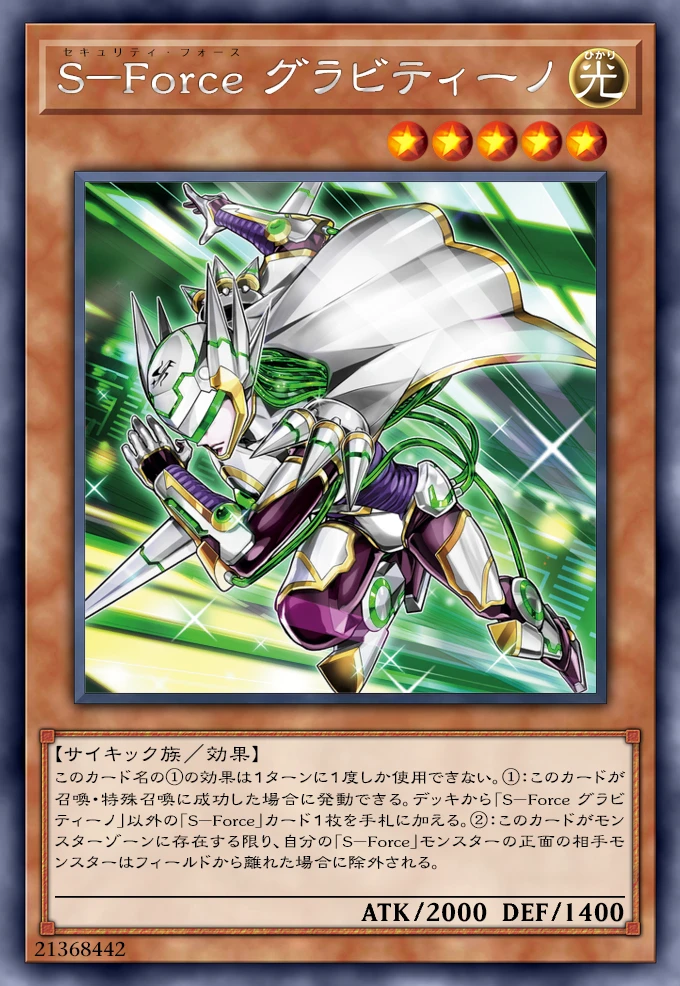 セキュリティ・フォース
S－Force グラビティーノ
ひかり
光
【サイキック族／効果】
このカード名の①の効果は１ターンに１度しか使用できない。①：このカードが
召喚・特殊召喚に成功した場合に発動できる。デッキから「S－Force グラビ
ティーノ」以外の「S－Force」カード１枚を手札に加える。②：このカードがモン
スターゾーンに存在する限り、自分の「S－Force」モンスターの正面の相手モ
ンスターはフィールドから離れた場合に除外される。
ATK/2000 DEF/1400
21368442